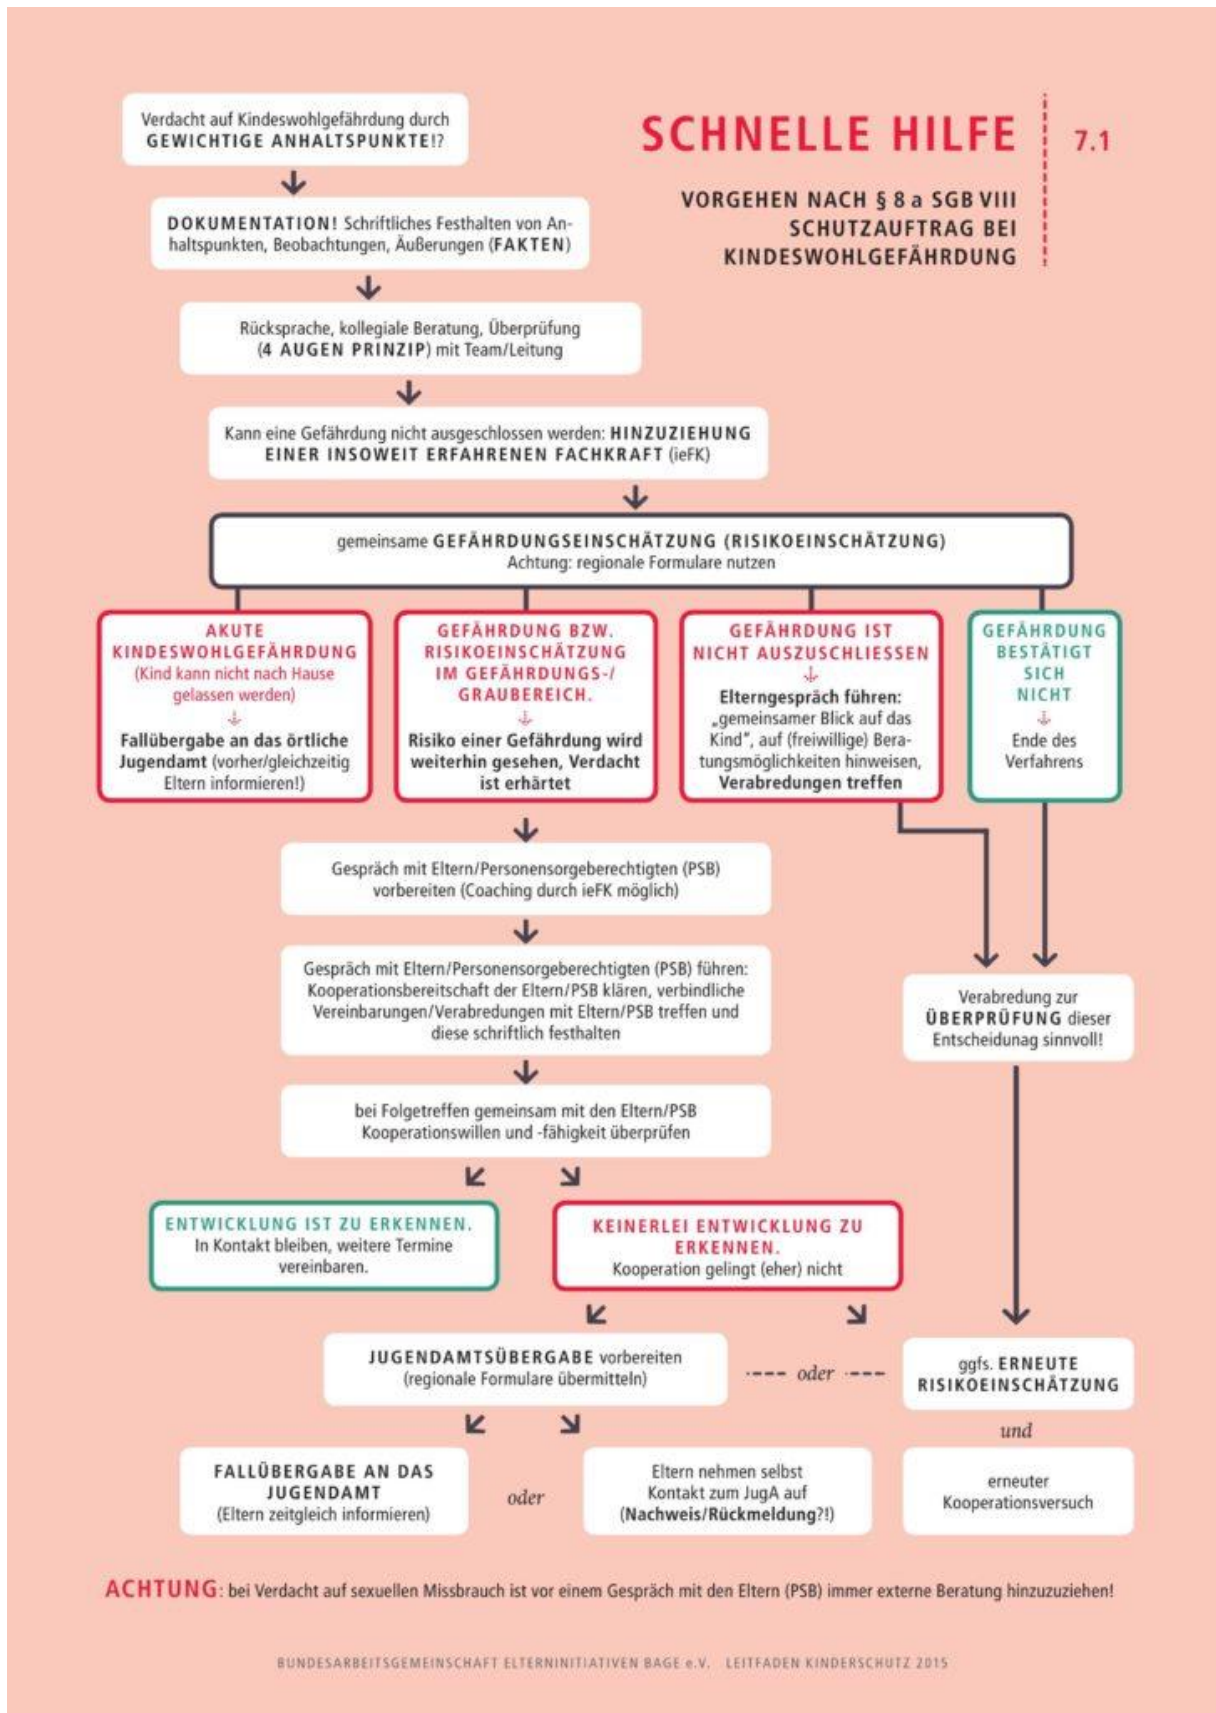 SCHNELLE HILFE
7.1
VORGEHEN NACH § 8 a SGB VIII
SCHUTZAUFTRAG BEI
KINDESWOHLGEFÄHRDUNG
Verdacht auf Kindeswohlgefährdung durch
GEWICHTIGE ANHALTSPUNKTE!?
DOKUMENTATION! Schriftliches Festhalten von An-
haltspunkten, Beobachtungen, Äußerungen (FAKTEN)
Rücksprache, kollegiale Beratung, Überprüfung
(4 AUGEN PRINZIP) mit Team/Leitung
Kann eine Gefährdung nicht ausgeschlossen werden: HINZUZIEHUNG
EINER INSOWEIT ERFAHRENEN FACHKRAFT (ieFK)
gemeinsame GEFÄHRDUNGSEINSCHÄTZUNG (RISIKOEINSCHÄTZUNG)
Achtung: regionale Formulare nutzen
AKUTE
KINDESWOHLGEFÄHRDUNG
(Kind kann nicht nach Hause
gelassen werden)
Fallübergabe an das örtliche
Jugendamt (vorher/gleichzeitig
Eltern informieren!)
GEFÄHRDUNG BZW.
RISIKOEINSCHÄTZUNG
IM GEFÄHRDUNGS-/
GRAUBEREICH.
Risiko einer Gefährdung wird
weiterhin gesehen, Verdacht
ist erhärtet
GEFÄHRDUNG IST
NICHT AUSZUSCHLIESSEN
Elterngespräch führen:
„gemeinsamer Blick auf das
Kind", auf (freiwillige) Bera-
tungsmöglichkeiten hinweisen,
Verabredungen treffen
GEFÄHRDUNG
BESTÄTIGT
SICH
NICHT
Ende des
Verfahrens
Gespräch mit Eltern/Personensorgeberechtigten (PSB)
vorbereiten (Coaching durch ieFK möglich)
Gespräch mit Eltern/Personensorgeberechtigten (PSB) führen:
Kooperationsbereitschaft der Eltern/PSB klären, verbindliche
Vereinbarungen/Verabredungen mit Eltern/PSB treffen und
diese schriftlich festhalten
Verabredung zur
ÜBERPRÜFUNG dieser
Entscheidunag sinnvoll!
bei Folgetreffen gemeinsam mit den Eltern/PSB
Kooperationswillen und -fähigkeit überprüfen
ENTWICKLUNG IST ZU ERKENNEN.
In Kontakt bleiben, weitere Termine
vereinbaren.
KEINERLEI ENTWICKLUNG ZU
ERKENNEN.
Kooperation gelingt (eher) nicht
JUGENDAMTSÜBERGABE vorbereiten
(regionale Formulare übermitteln)
oder
ggfs. ERNEUTE
RISIKOEINSCHÄTZUNG
und
FALLÜBERGABE AN DAS
JUGENDAMT
(Eltern zeitgleich informieren)
oder
Eltern nehmen selbst
Kontakt zum JugA auf
(Nachweis/Rückmeldung?!)
erneuter
Kooperationsversuch
ACHTUNG: bei Verdacht auf sexuellen Missbrauch ist vor einem Gespräch mit den Eltern (PSB) immer externe Beratung hinzuzuziehen!
BUNDESARBEITSGEMEINSCHAFT ELTERNINITIATIVEN BAGE e.V. LEITFADEN KINDERSCHUTZ 2015